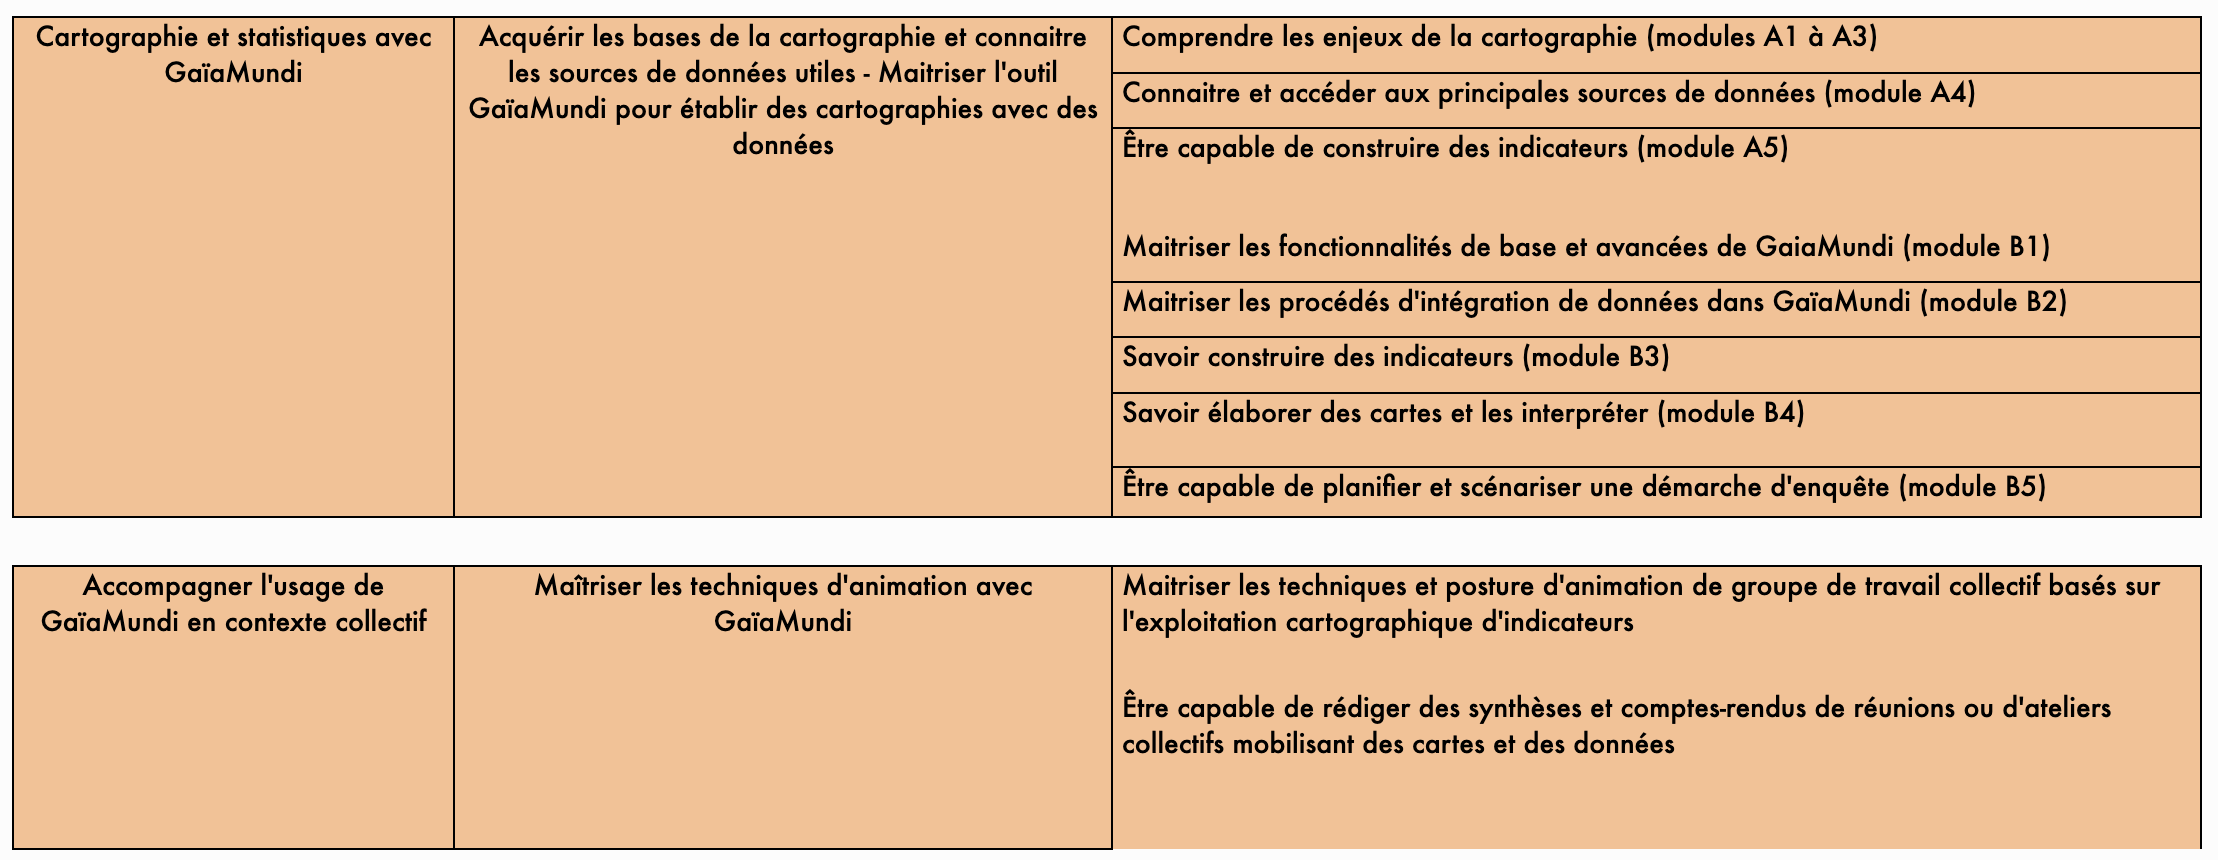 Cartographie et statistiques avec
GaïaMundi
Acquérir les bases de la cartographie et connaitre
les sources de données utiles - Maitriser l'outil
GaïaMundi pour établir des cartographies avec des
données
Comprendre les enjeux de la cartographie (modules A1 à A3)
Connaitre et accéder aux principales sources de données (module A4)
Être capable de construire des indicateurs (module A5)
Maitriser les fonctionnalités de base et avancées de GaiaMundi (module B1)
Maitriser les procédés d'intégration de données dans GaïaMundi (module B2)
Savoir construire des indicateurs (module B3)
Savoir élaborer des cartes et les interpréter (module B4)
Être capable de planifier et scénariser une démarche d'enquête (module B5)
Accompagner l'usage de
GaïaMundi en contexte collectif
Maîtriser les techniques d'animation avec
GaïaMundi
Maitriser les techniques et posture d'animation de groupe de travail collectif basés sur
l'exploitation cartographique d'indicateurs
Être capable de rédiger des synthèses et comptes-rendus de réunions ou d'ateliers
collectifs mobilisant des cartes et des données